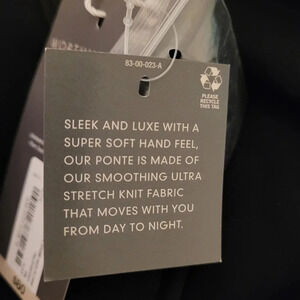 83-00-023-A
PLEASE
RECYCLE
THIS TAG
SLEEK AND LUXE WITH A
SUPER SOFT HAND FEEL,
OUR PONTE IS MADE OF
OUR SMOOTHING ULTRA
STRETCH KNIT FABRIC
THAT MOVES WITH YOU
FROM DAY TO NIGHT.